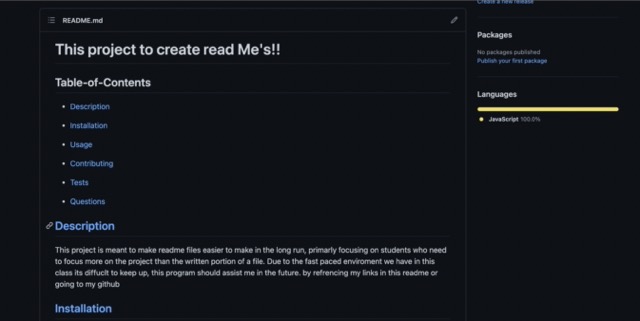 Create a new release
README.md
This project to create read Me's!!
Table-of-Contents
Description
Installation
Usage
Contributing
Tests
Questions
Description
This project is meant to make readme files easier to make in the long run, primarly focusing on students who need
to focus more on the project than the written portion of a file. Due to the fast paced enviroment we have in this
class its diffuclt to keep up, this program should assist me in the future. by refrencing my links in this readme or
going to my github
Installation
Packages
No packages published
Publish your first package
Languages
JavaScript 100.0%